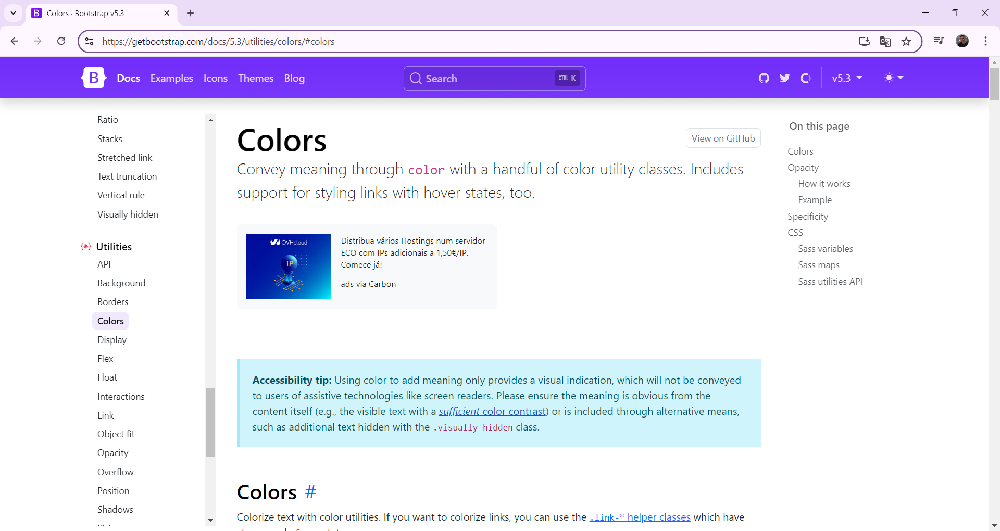 Colors · Bootstrap v5.3
https://getbootstrap.com/docs/5.3/utilities/colors/#colors
B
Docs
Examples
Icons
Themes
Blog
Search
CTRL K
v5.3
Ratio
Stacks
Stretched link
Text truncation
Vertical rule
Visually hidden
Utilities
API
Background
Borders
Colors
Display
Flex
Float
Interactions
Link
Object fit
Opacity
Overflow
Position
Shadows
Colors
View on GitHub
Convey meaning through color with a handful of color utility classes. Includes
support for styling links with hover states, too.
OVHcloud
IP
Distribua vários Hostings num servidor
ECO com IPs adicionais a 1,50€/IP.
Comece já!
ads via Carbon
Accessibility tip: Using color to add meaning only provides a visual indication, which will not be conveyed
to users of assistive technologies like screen readers. Please ensure the meaning is obvious from the
content itself (e.g., the visible text with a sufficient color contrast) or is included through alternative means,
such as additional text hidden with the .visually-hidden class.
Colors #
Colorize text with color utilities. If you want to colorize links, you can use the .link-* helper classes which have
On this page
Colors
Opacity
How it works
Example
Specificity
CSS
Sass variables
Sass maps
Sass utilities API